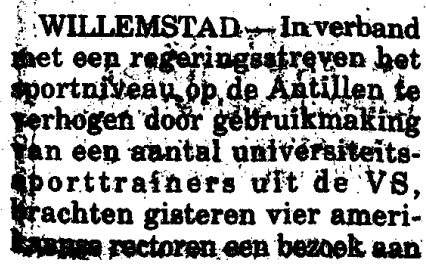 WILLEMSTAD — In verband
met een regeringsstreven het
sportniveau op de Antillen te
verhogen door gebruikmaking
van een aantal universiteits-
sporttrainers uit de VS,
brachten gisteren vier ameri-
kaanse rectoren een bezoek aan